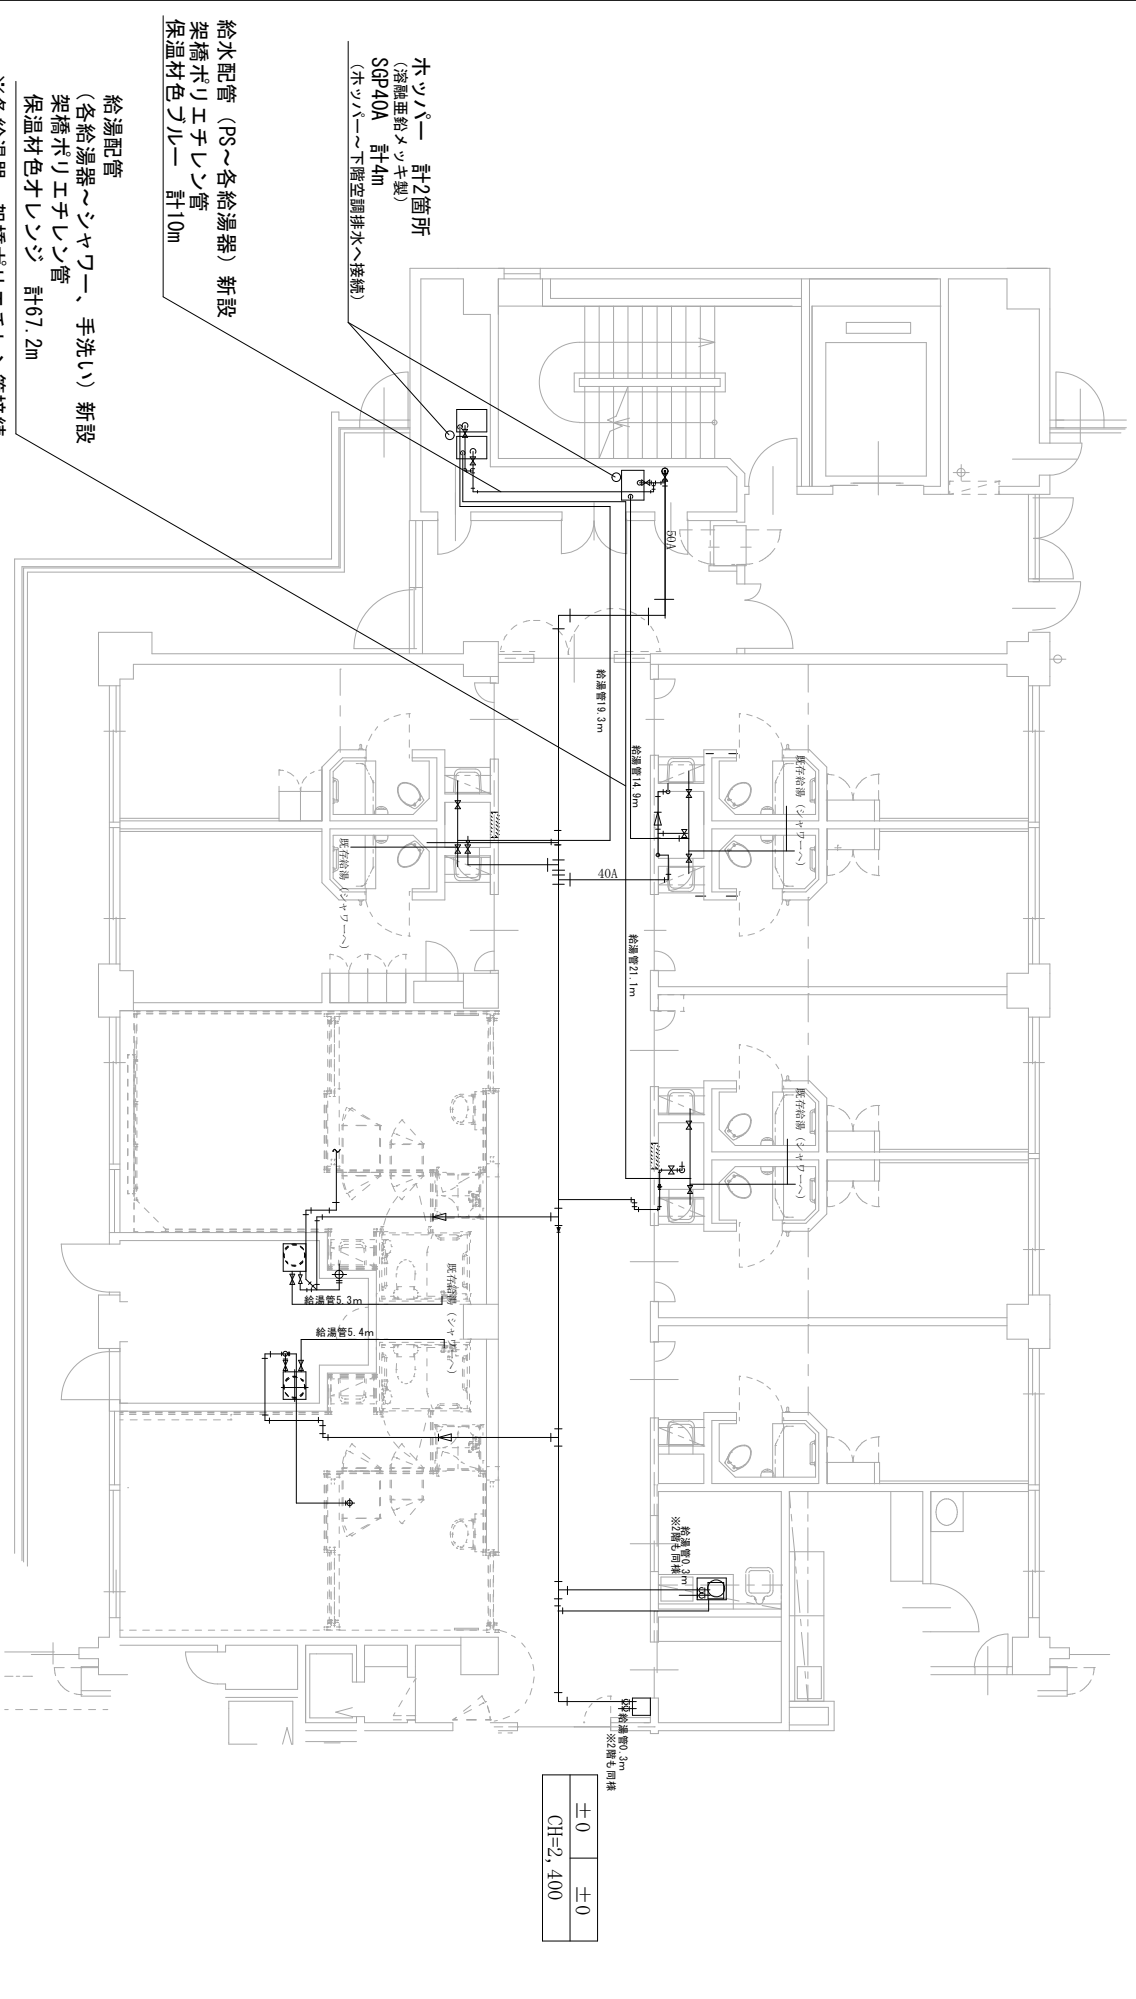 ホッパー　計2箇所
（溶融亜鉛メッキ製）
SGP40A　計4m
（ホッパー～下階空調排水へ接続）
給水配管（PS～各給湯器）新設
架橋ポリエチレン管
保温材色ブルー　計10m
給湯配管
（各給湯器～シャワー、手洗い）新設
架橋ポリエチレン管
保温材色オレンジ　計67.2m
50A
給湯管19.3m
給湯管14.9m
既存給湯（シャワーへ）
既存給湯（シャワーへ）
40A
給湯管21.1m
既存給湯（シャワーへ）
既存給湯（シャワーへ）
給湯管5.3m
給湯管5.4m
給湯管0.3m
※2階も同様
給湯管0.3m
※2階も同様
±0　±0
CH=2,400